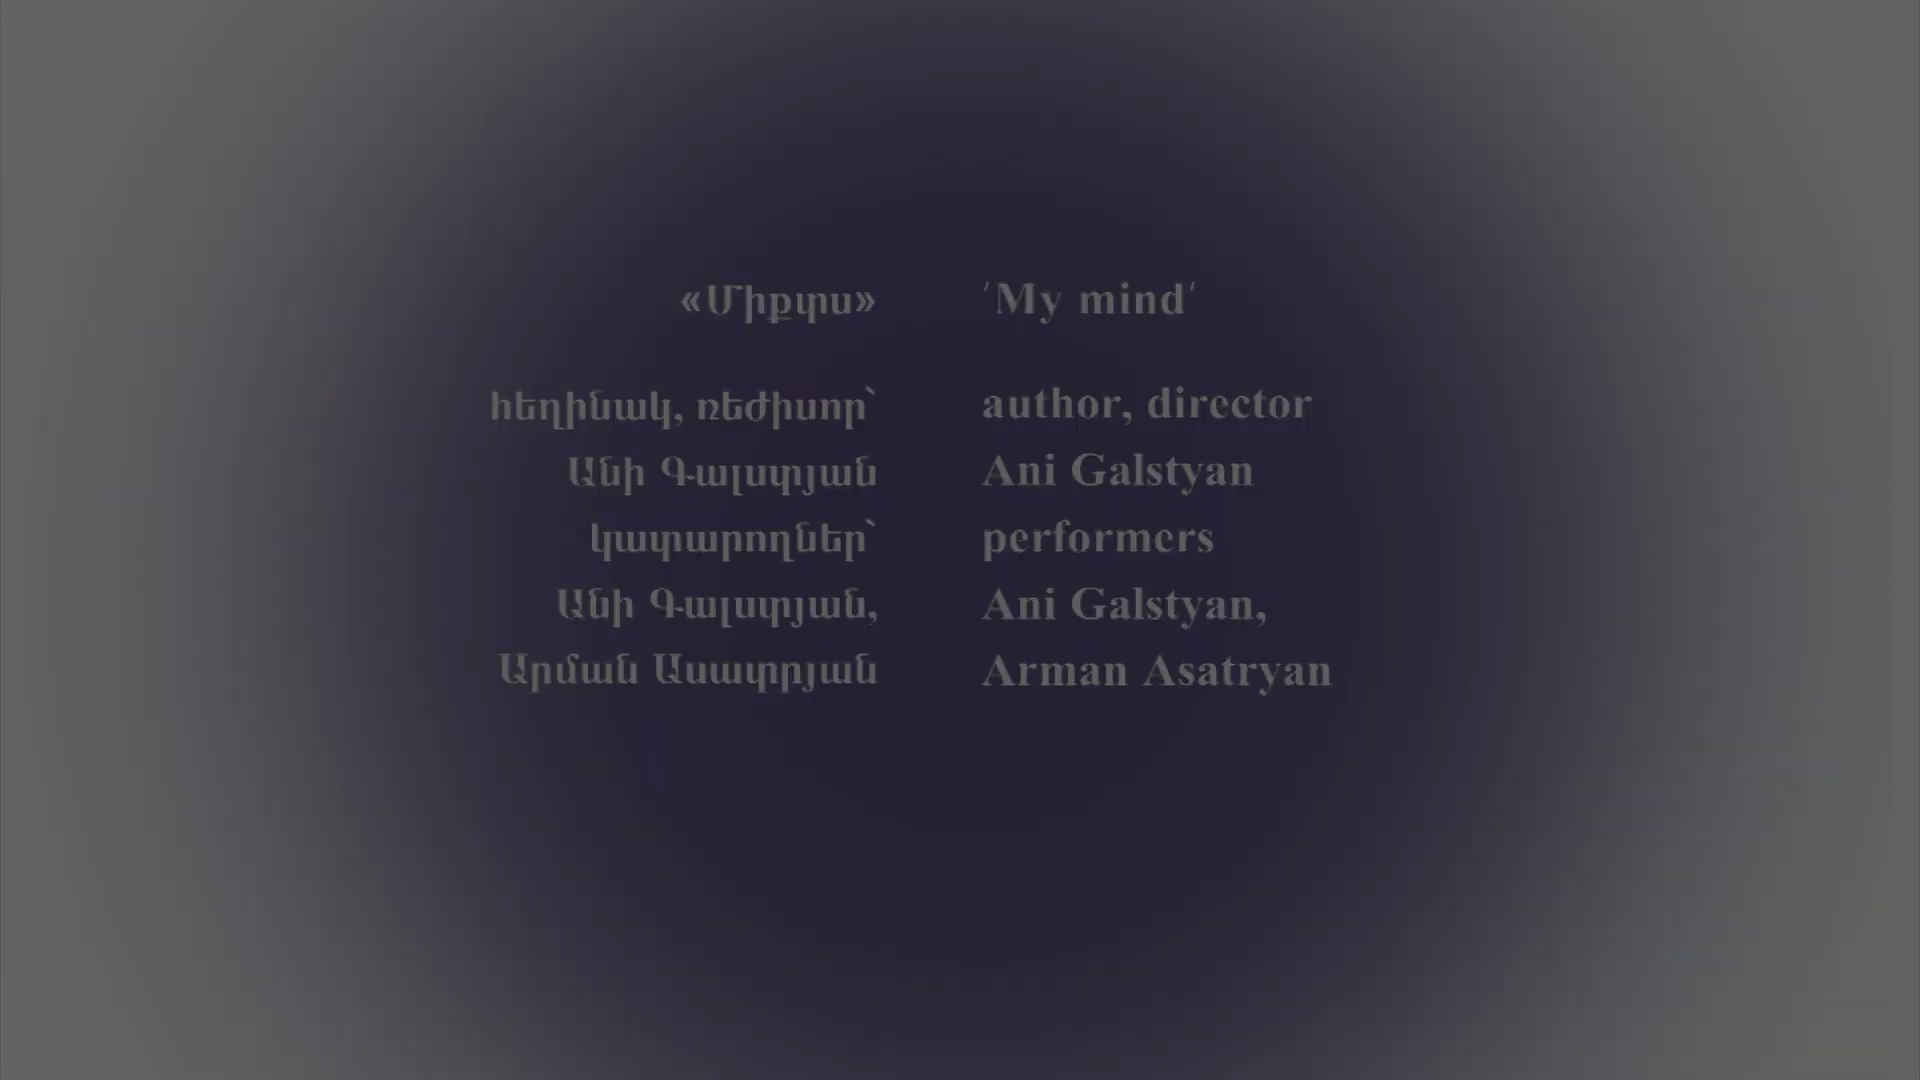 «Միքտս»
հեղինակ, ռեժիսոր՝
Անի Գալստյան
կատարողներ՝
Անի Գալստյան,
Արման Ասատրյան
'My mind'
author, director
Ani Galstyan
performers
Ani Galstyan,
Arman Asatryan